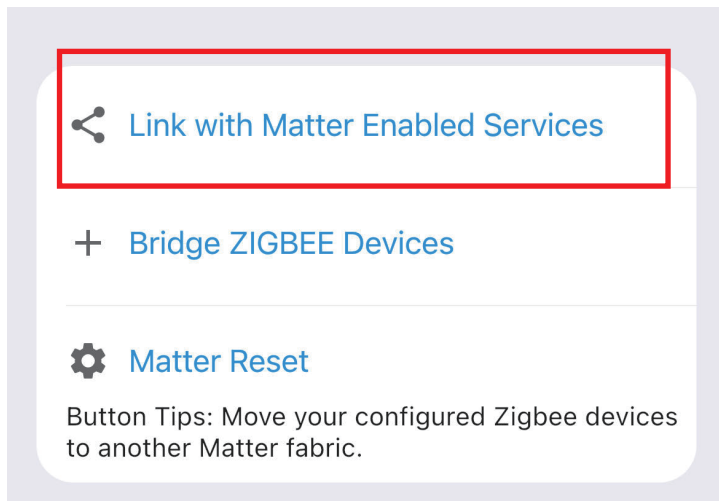 Link with Matter Enabled Services
Bridge ZIGBEE Devices
Matter Reset
Button Tips: Move your configured Zigbee devices
to another Matter fabric.